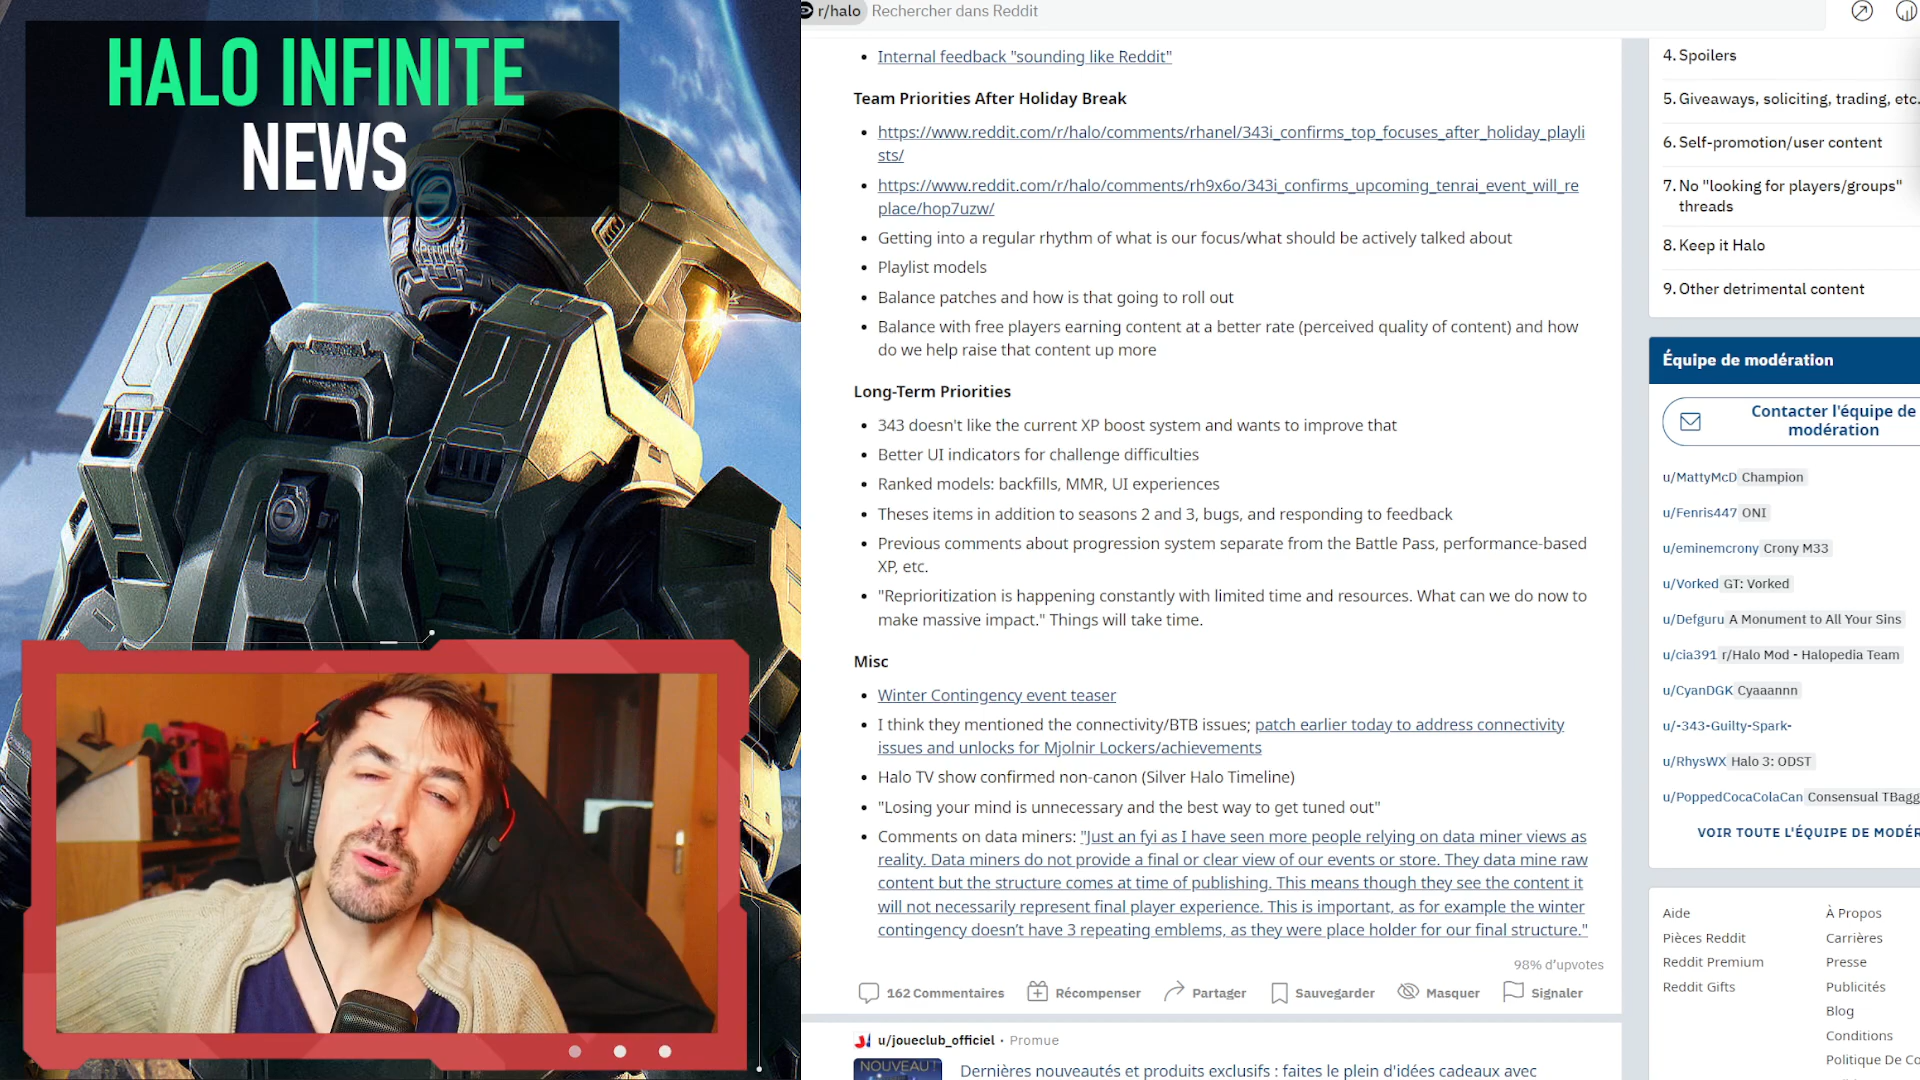 HALO INFINITE
NEWS
r/halo Rechercher dans Reddit
Internal feedback "sounding like Reddit"
Team Priorities After Holiday Break
https://www.reddit.com/r/halo/comments/rhanel/343i_confirms_top_focuses_after_holiday_playli
sts/
https://www.reddit.com/r/halo/comments/rh9x6o/343i_confirms_upcoming_tenrai_event_will_re
place/hop7uzw/
Getting into a regular rhythm of what is our focus/what should be actively talked about
Playlist models
Balance patches and how is that going to roll out
Balance with free players earning content at a better rate (perceived quality of content) and how
do we help raise that content up more
Long-Term Priorities
343 doesn't like the current XP boost system and wants to improve that
Better UI indicators for challenge difficulties
Ranked models: backfills, MMR, UI experiences
Theses items in addition to seasons 2 and 3, bugs, and responding to feedback
Previous comments about progression system separate from the Battle Pass, performance-based
XP, etc.
"Reprioritization is happening constantly with limited time and resources. What can we do now to
make massive impact." Things will take time.
Misc
Winter Contingency event teaser
I think they mentioned the connectivity/BTB issues; patch earlier today to address connectivity
issues and unlocks for Mjolnir Lockers/achievements
Halo TV show confirmed non-canon (Silver Halo Timeline)
"Losing your mind is unnecessary and the best way to get tuned out"
Comments on data miners: "Just an fyi as I have seen more people relying on data miner views as
reality. Data miners do not provide a final or clear view of our events or store. They data mine raw
content but the structure comes at time of publishing. This means though they see the content it
will not necessarily represent final player experience. This is important, as for example the winter
contingency doesn't have 3 repeating emblems, as they were place holder for our final structure."
98% d'upvotes
162 Commentaires Récompenser Partager Sauvegarder Masquer Signaler
u/joueclub_officiel • Promue
NOUVEAU
Dernières nouveautés et produits exclusifs : faites le plein d'idées cadeaux avec
4. Spoilers
5. Giveaways, soliciting, trading, etc.
6. Self-promotion/user content
7. No "looking for players/groups"
threads
8. Keep it Halo
9. Other detrimental content
Équipe de modération
Contacter l'équipe de
modération
u/MattyMcD Champion
u/Fenris447 ONI
u/eminemcrony Crony M33
u/Vorked GT: Vorked
u/Defguru A Monument to All Your Sins
u/cia391 r/Halo Mod - Halopedia Team
u/CyanDGK Cyaaannn
u/-343-Guilty-Spark-
u/RhysWX Halo 3: ODST
u/PoppedCocaColaCan Consensual TBagg
VOIR TOUTE L'ÉQUIPE DE MODÉR
Aide À Propos
Pièces Reddit Carrières
Reddit Premium Presse
Reddit Gifts Publicités
Blog
Conditions
Politique De Co